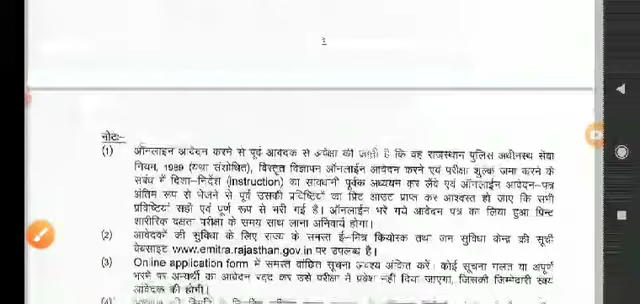 3
नोटः-
(1) ऑनलाइन आवेदन करने से पूर्व आवेदक से अपेक्षा की जाती है कि वह राजस्थान पुलिस अधीनस्थ सेवा
नियम, 1989 (यथा संशोधित), विस्तृत विज्ञापन ऑनलाईन आवेदन करने एवं परीक्षा शुल्क जमा कराने के
संबंध में दिशा-निर्देश (Instruction) का सावधानी पूर्वक अध्ययन कर लेवें एवं ऑनलाईन आवेदन-पत्र
अंतिम रूप से भेजने से पूर्व उसकी प्रविष्टियों का प्रिंट आउट प्राप्त कर आश्वस्त हो जाए कि सभी
प्रविष्टियां सही एवं पूर्ण रूप से भरी गई है। ऑनलाईन भरे गये आवेदन पत्र का लिया हुआ प्रिन्ट
शारीरिक दक्षता परीक्षा के समय साथ लाना अनिवार्य होगा।
(2) आवेदकों की सुविधा के लिए राज्य के समस्त ई-मित्र कियोस्क तथा जन सुविधा केन्द्र की सूची
वेबसाइट www.emitra.rajasthan.gov.in पर उपलब्ध है।
(3) Online application form में समस्त वांछित सूचना अवश्य अंकित करें। कोई सूचना गलत या अपूर्ण
भरने पर अभ्यर्थी का आवेदन रद्द कर उसे परीक्षा में प्रवेश नहीं दिया जाएगा, जिसकी जिम्मेदारी स्वयं
आवेदक की होगी।